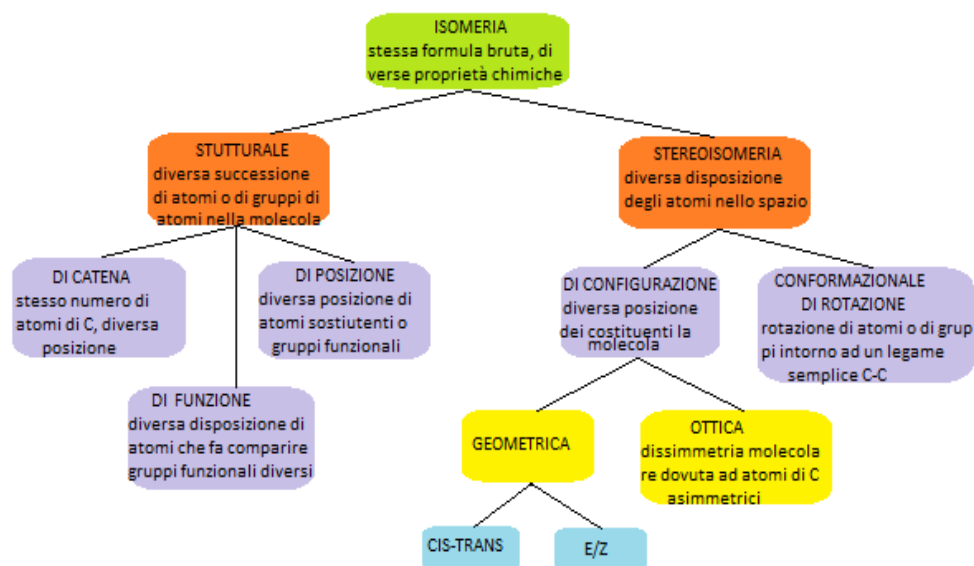 ISOMERIA
stessa formula bruta, di
verse proprietà chimiche
STUTTURALE
diversa successione
di atomi o di gruppi di
atomi nella molecola
STEREOISOMERIA
diversa disposizione
degli atomi nello spazio
DI CATENA
stesso numero di
atomi di C, diversa
posizione
DI POSIZIONE
diversa posizione di
atomi sostiutenti o
gruppi funzionali
DI FUNZIONE
diversa disposizione di
atomi che fa comparire
gruppi funzionali diversi
DI CONFIGURAZIONE
diversa posizione
dei costituenti la
molecola
CONFORMAZIONALE
DI ROTAZIONE
rotazione di atomi o di grup
pi intorno ad un legame
semplice C-C
GEOMETRICA
OTTICA
dissimmetria molecola
re dovuta ad atomi di C
asimmetrici
CIS-TRANS
E/Z